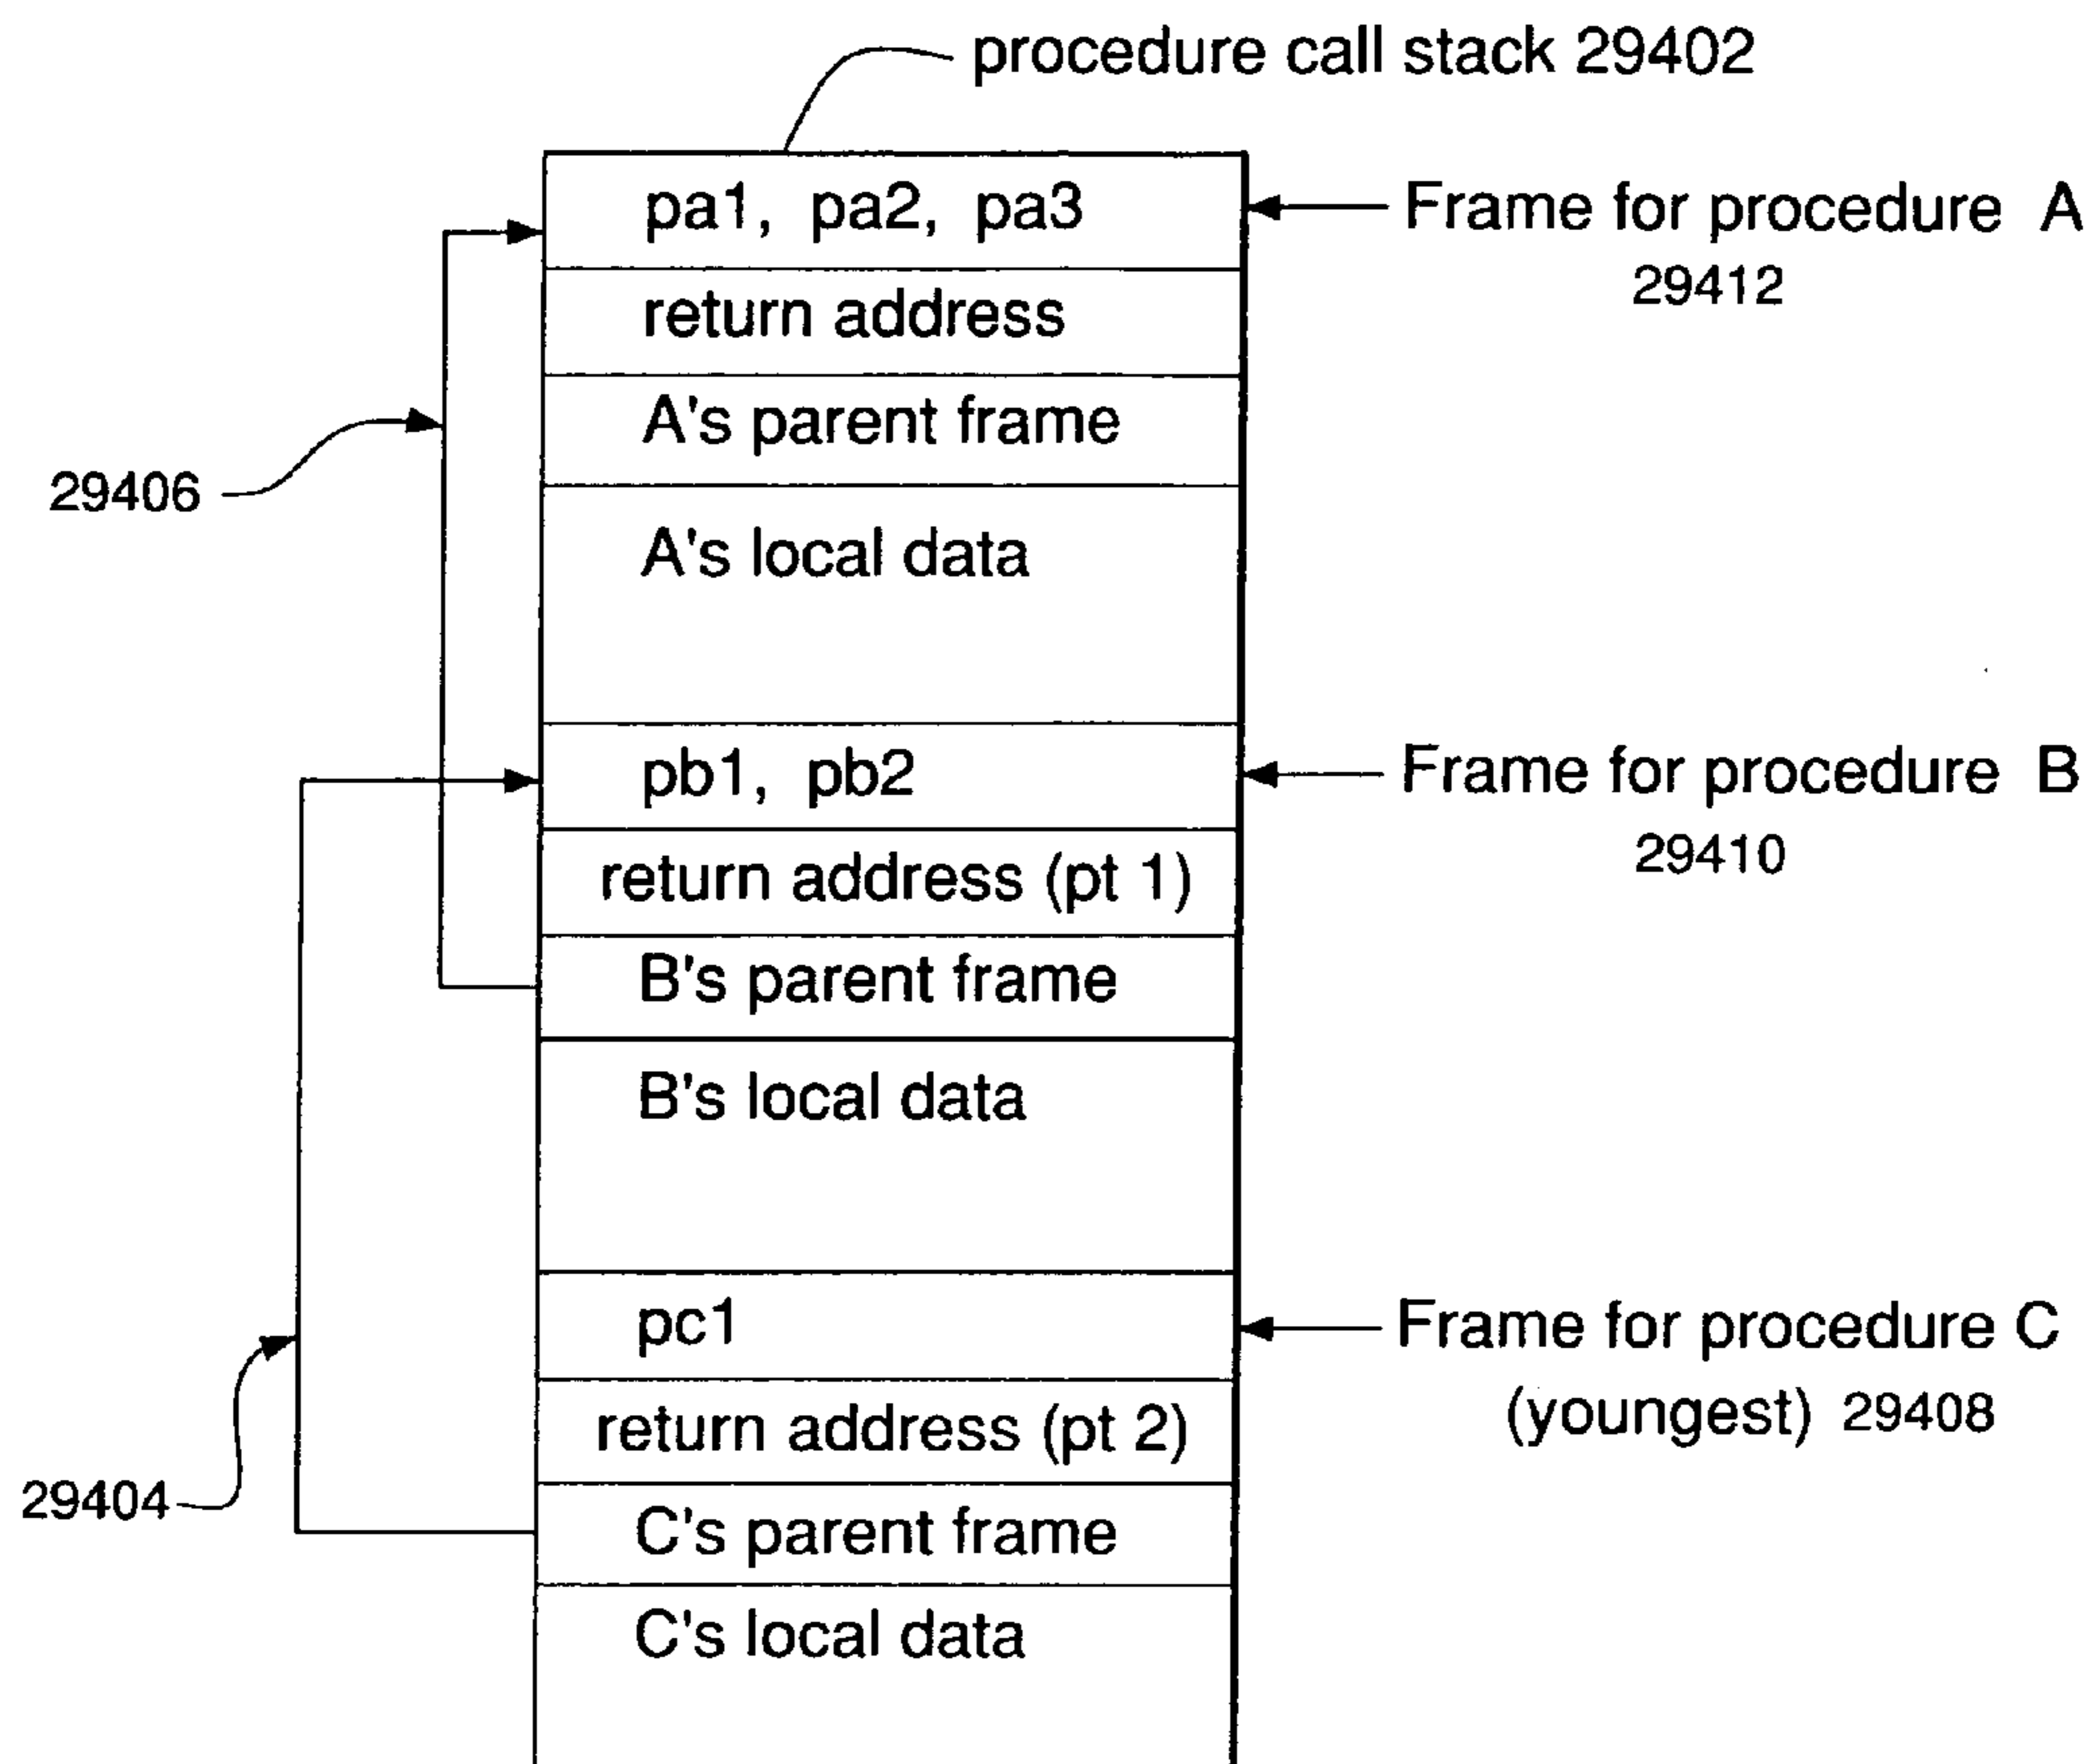 procedure call stack 29402
pa1, pa2, pa3
Frame for procedure A
29412
return address
A's parent frame
29406
A's local data
pb1, pb2
Frame for procedure B
29410
return address (pt 1)
B's parent frame
B's local data
pc1
Frame for procedure C
(youngest) 29408
return address (pt 2)
29404
C's parent frame
C's local data